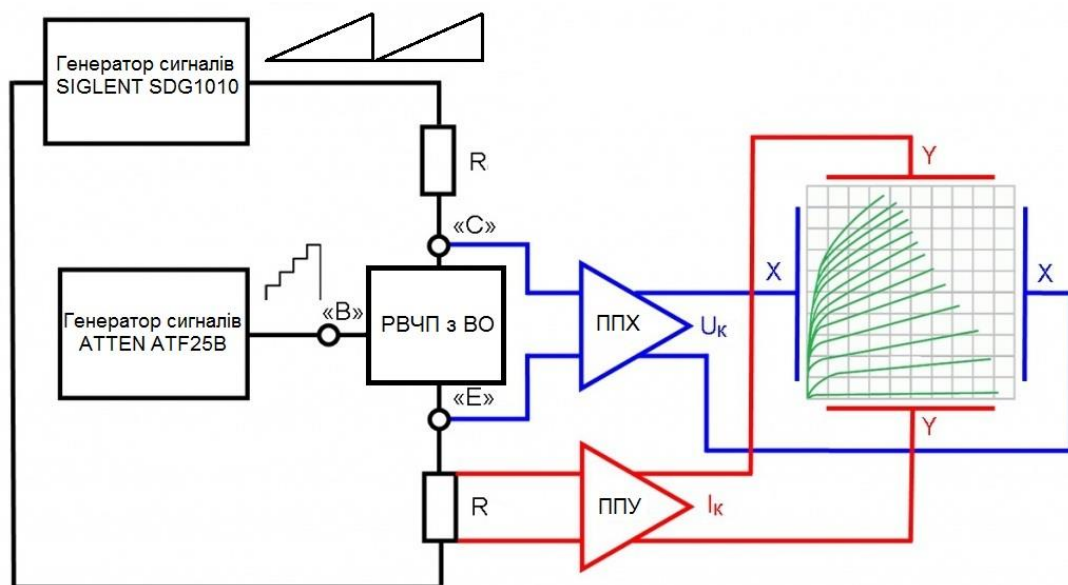 Генератор сигналів
SIGLENT SDG1010
R
«C»
Генератор сигналів
ATTEN ATF25B
«B»
РВЧП з ВО
«E»
R
ППХ
Uк
ППУ
Iк
Y
X
X
Y